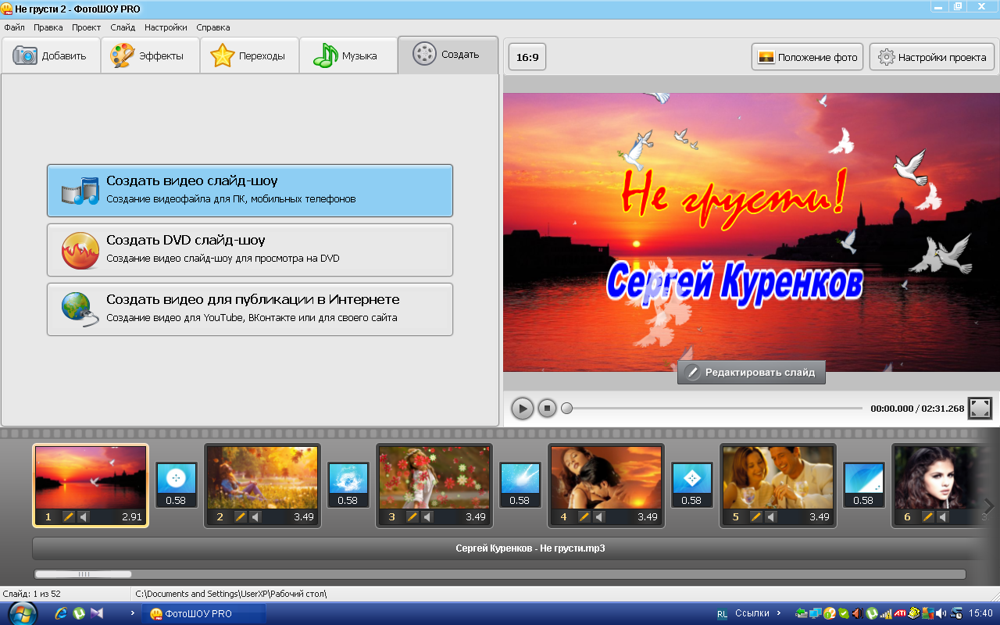 Не грусти 2 - ФотоШОУ PRO
Файл Правка Проект Слайд Настройки Справка
Добавить Эффекты Переходы Музыка Создать
16:9 Положение фото Настройки проекта
Создать видео слайд-шоу
Создание видеофайла для ПК, мобильных телефонов
Создать DVD слайд-шоу
Создание видео слайд-шоу для просмотра на DVD
Создать видео для публикации в Интернете
Создание видео для YouTube, ВКонтакте или для своего сайта
Не грусти!
Сергей Куренков
Редактировать слайд
00:00.000 / 02:31.268
0.58 0.58 0.58 0.58 0.58
1 2.91 2 3.49 3 3.49 4 3.49 5 3.49 6
Сергей Куренков - Не грусти.mp3
Слайд: 1 из 52 C:\Documents and Settings\UserXP\Рабочий стол\
ФотоШОУ PRO RL Ссылки ATI 15:40